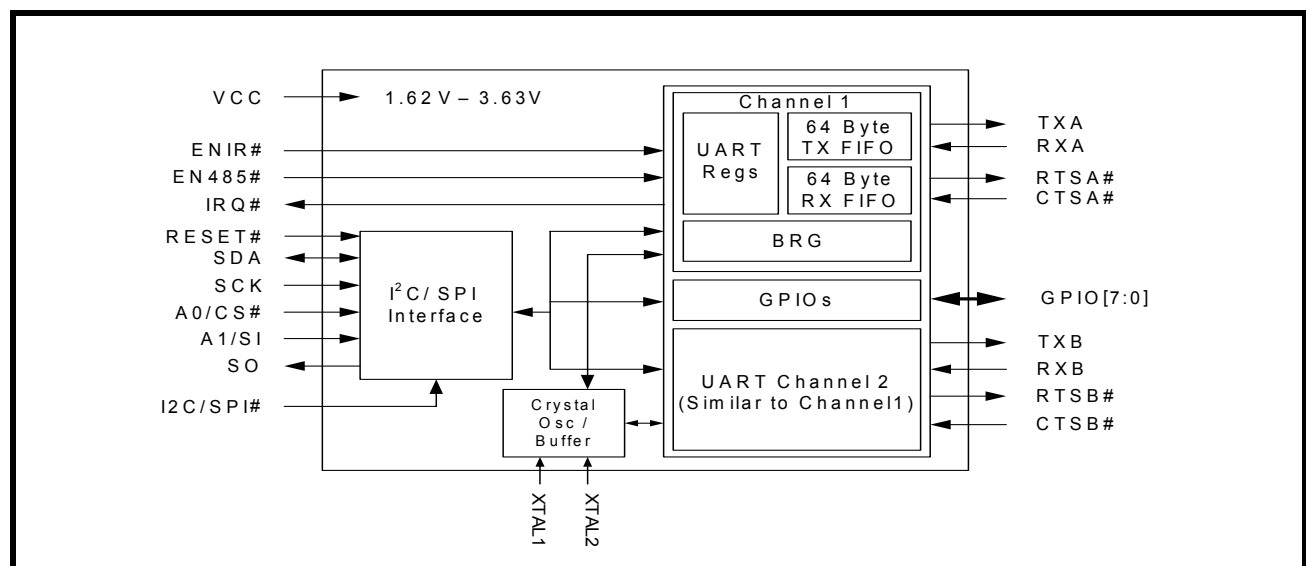 VCC
1.62V – 3.63V
ENIR#
EN485#
IRQ#
RESET#
SDA
SCK
A0/CS#
A1/SI
SO
I2C/SPI#
I²C/ SPI
Interface
Crystal
Osc /
Buffer
XTAL1
XTAL2
Channel 1
UART
Regs
64 Byte
TX FIFO
64 Byte
RX FIFO
BRG
GPIOs
UART Channel 2
(Similar to Channel1)
TXA
RXA
RTSA#
CTSA#
GPIO[7:0]
TXB
RXB
RTSB#
CTSB#